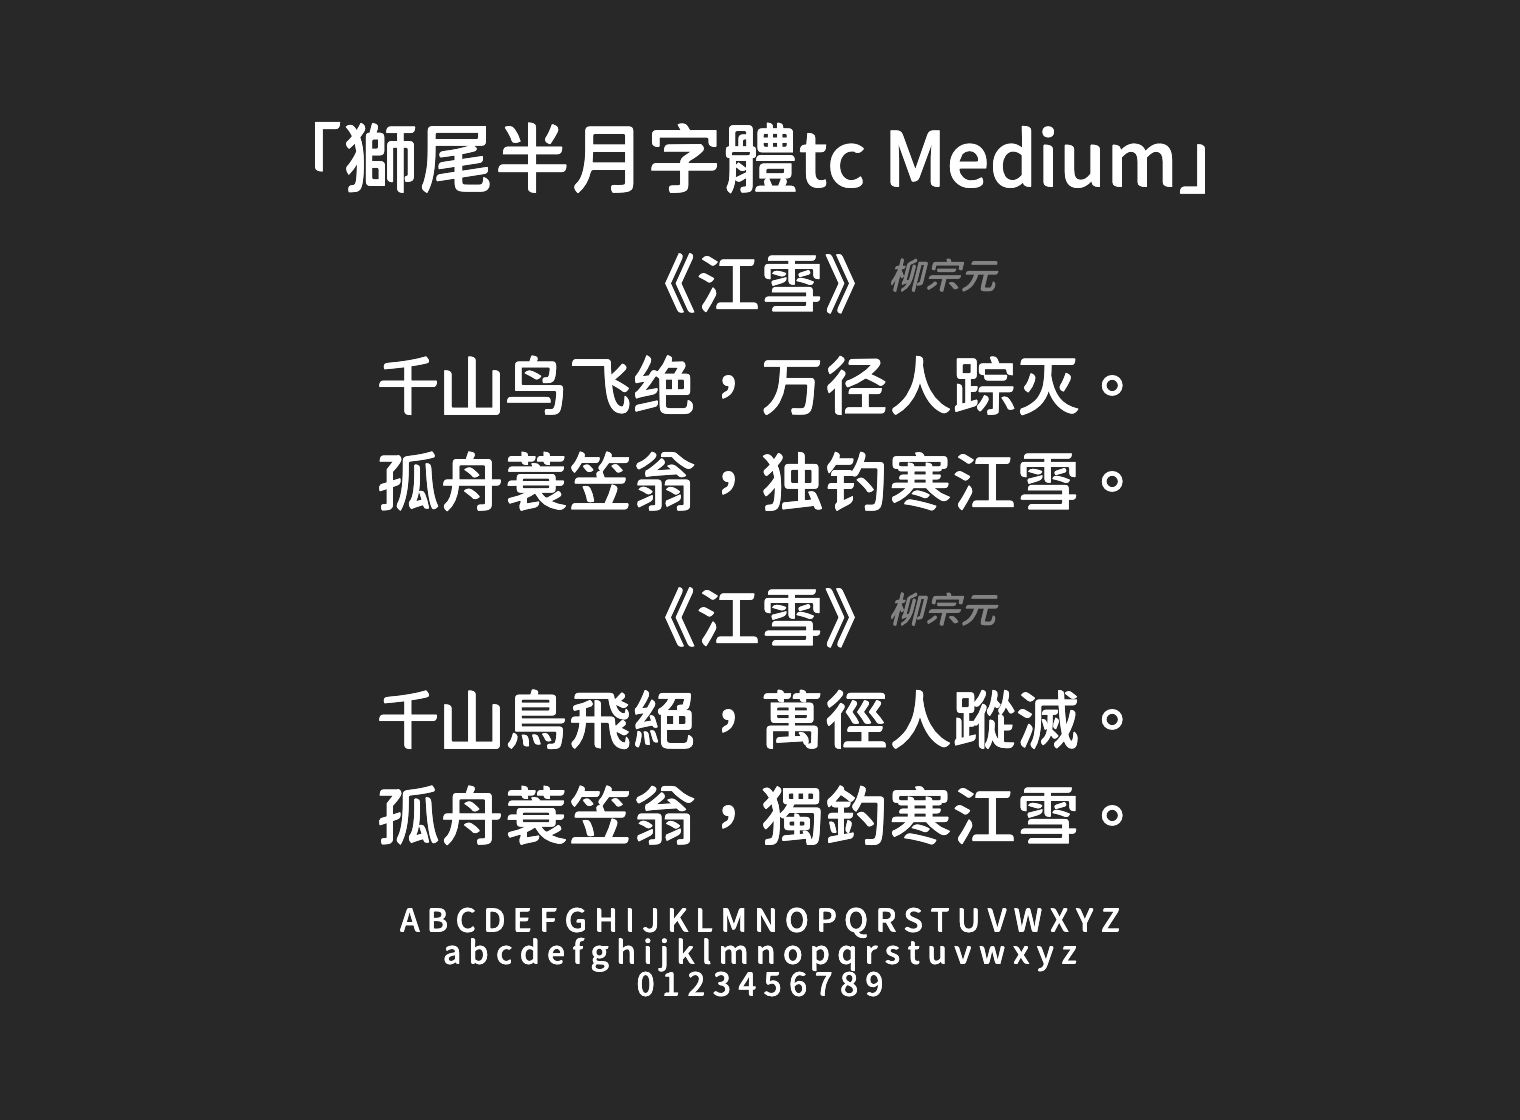 「獅尾半月字體tc Medium」
《江雪》 柳宗元
千山鸟飞绝，万径人踪灭。
孤舟蓑笠翁，独钓寒江雪。
《江雪》 柳宗元
千山鳥飛絕，萬徑人蹤滅。
孤舟蓑笠翁，獨釣寒江雪。
ABCDEFGHIJKLMNOPQRSTUVWXYZ
abcdefghijklmnopqrstuvwxyz
0123456789